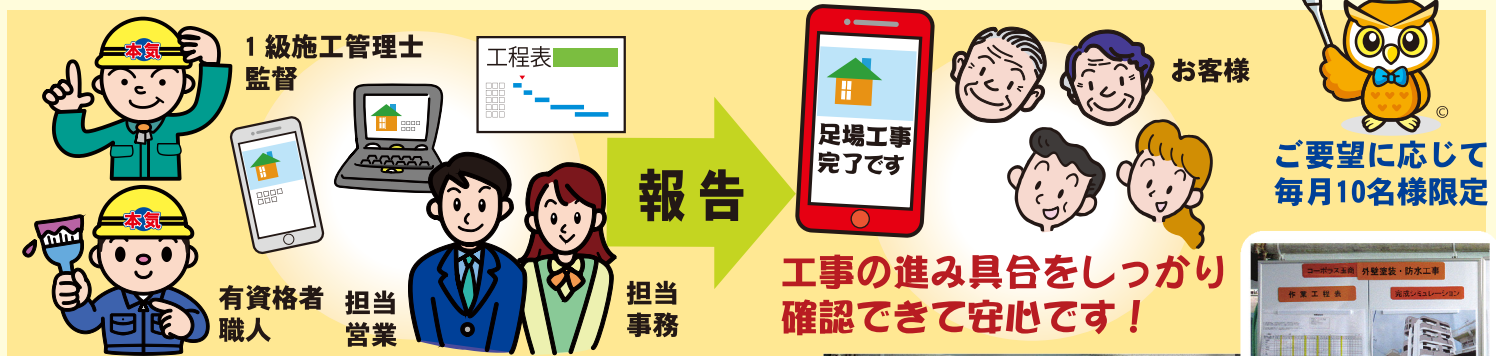 本気
1級施工管理士
監督
工程表
本気
有資格者
職人
担当
営業
担当
事務
報告
足場工事
完了です
お客様
工事の進み具合をしっかり
確認できて安心です！
©
ご要望に応じて
毎月10名様限定
外壁塗装・防水工事
作業工程表
完成シミュレーション